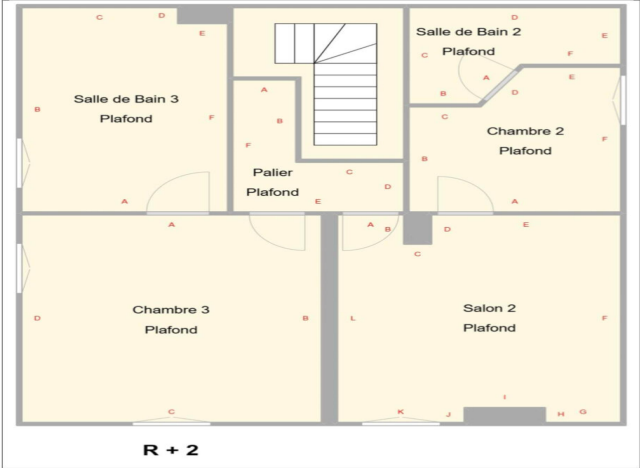 C D
E
Salle de Bain 3
Plafond
B
F
A
A
B
F
Palier
Plafond
C
D
E
Salle de Bain 2
Plafond
D
E
F
C
A
B
E
D
C
Chambre 2
Plafond
B
F
A
A
Chambre 3
Plafond
D
B
C
A
B
C
D
E
Salon 2
Plafond
L
F
I
K
J
H
G
R + 2